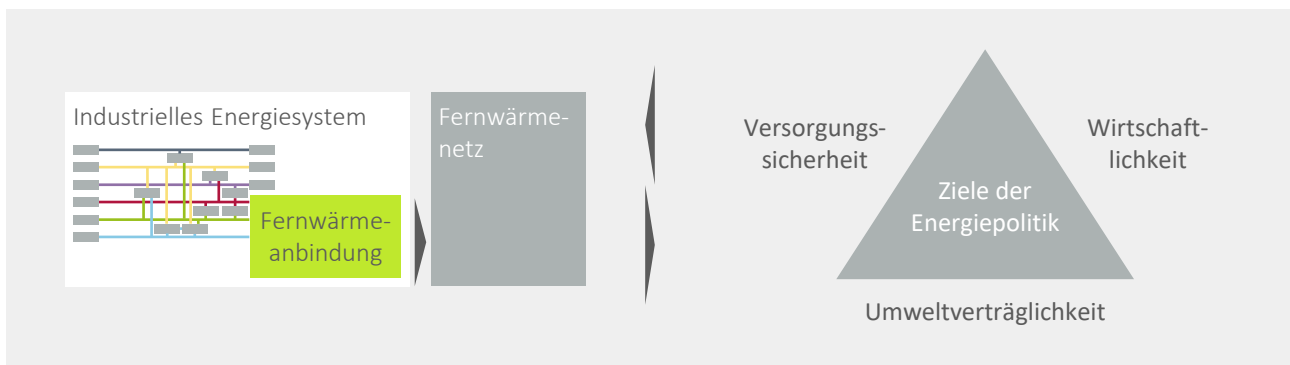 Industrielles Energiesystem
Fernwärme-
anbindung
Fernwärme-
netz
Versorgungs-
sicherheit
Wirtschaft-
lichkeit
Ziele der
Energiepolitik
Umweltverträglichkeit